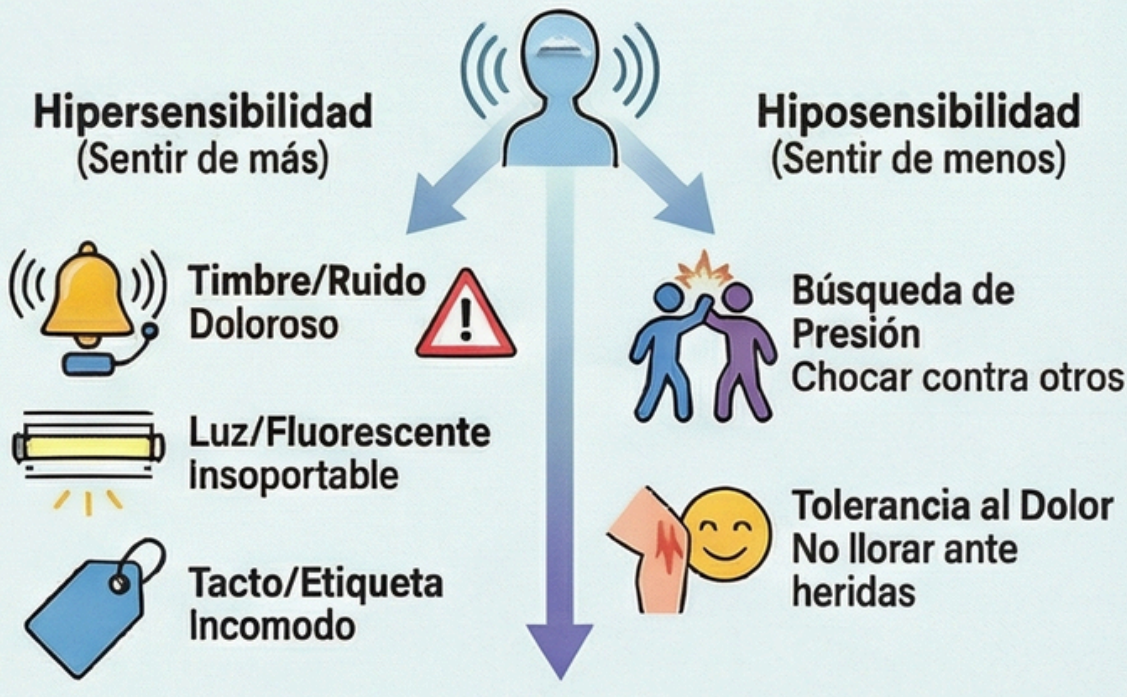 Hipersensibilidad
(Sentir de más)
Timbre/Ruido
Doloroso
!
Luz/Fluorescente
Insoportable
Tacto/Etiqueta
Incomodo
Hiposensibilidad
(Sentir de menos)
Búsqueda de
Presión
Chocar contra otros
Tolerancia al Dolor
No llorar ante
heridas